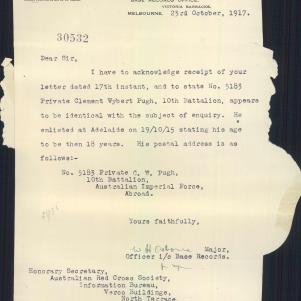 BASE RECORDS OFFICE,
VICTORIA BARRACKS,
MELBOURNE, 23rd October, 1917.
30532
Dear Sir,
I have to acknowledge receipt of your
letter dated 17th instant, and to state No. 5183
Private Clement Wybert Pugh, 10th Battalion, appears
to be identical with the subject of enquiry. He
enlisted at Adelaide on 19/10/15 stating his age
to be then 18 years. His postal address is as
follows:-
No. 5183 Private C. W. Pugh,
10th Battalion,
Australian Imperial Force,
Abroad.
Yours faithfully,
Major,
Officer i/c Base Records.
Honorary Secretary,
Australian Red Cross Society,
Information Bureau,
Verco Buildings,
North Terrace